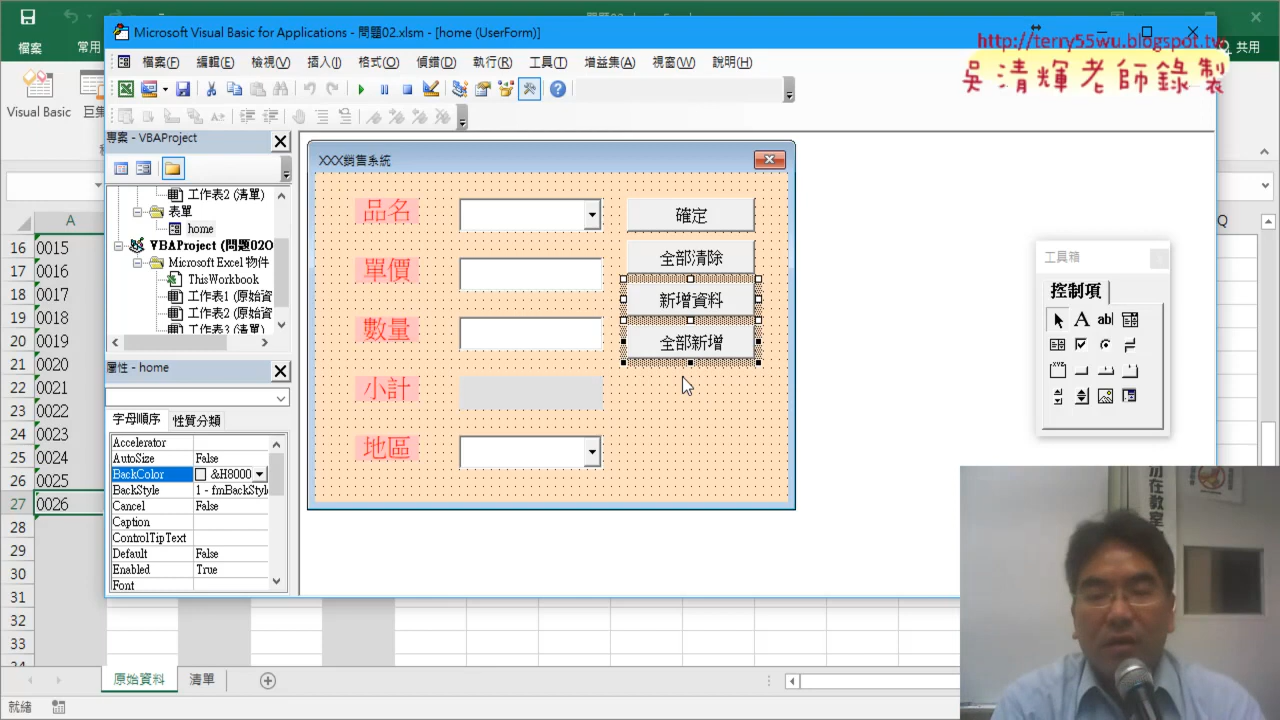 Microsoft Visual Basic for Applications - 問題02.xlsm - [home (UserForm)]
http://terry55wu.blogspot.tw
吳清輝老師錄製
檔案
常用
共用
檔案(F) 編輯(E) 檢視(V) 插入(I) 格式(O) 偵錯(D) 執行(R) 工具(T) 增益集(A) 視窗(W) 說明(H)
Visual Basic
巨集
專案 - VBAProject
工作表2 (清單)
表單
home
VBAProject (問題02O
Microsoft Excel 物件
ThisWorkbook
工作表1 (原始資
工作表2 (原始資
工作表3 (清單)
屬性 - home
字母順序 性質分類
Accelerator
AutoSize False
BackColor &H8000
BackStyle 1 - fmBackStyle
Cancel False
Caption
ControlTipText
Default False
Enabled True
Font
XXX銷售系統
品名
確定
全部清除
單價
新增資料
數量
全部新增
小計
地區
工具箱
控制項
A
ab|
A
Q
16 0015
17 0016
18 0017
19 0018
20 0019
21 0020
22 0021
23 0022
24 0023
25 0024
26 0025
27 0026
28
29
30
31
32
33
原始資料 清單
就緒